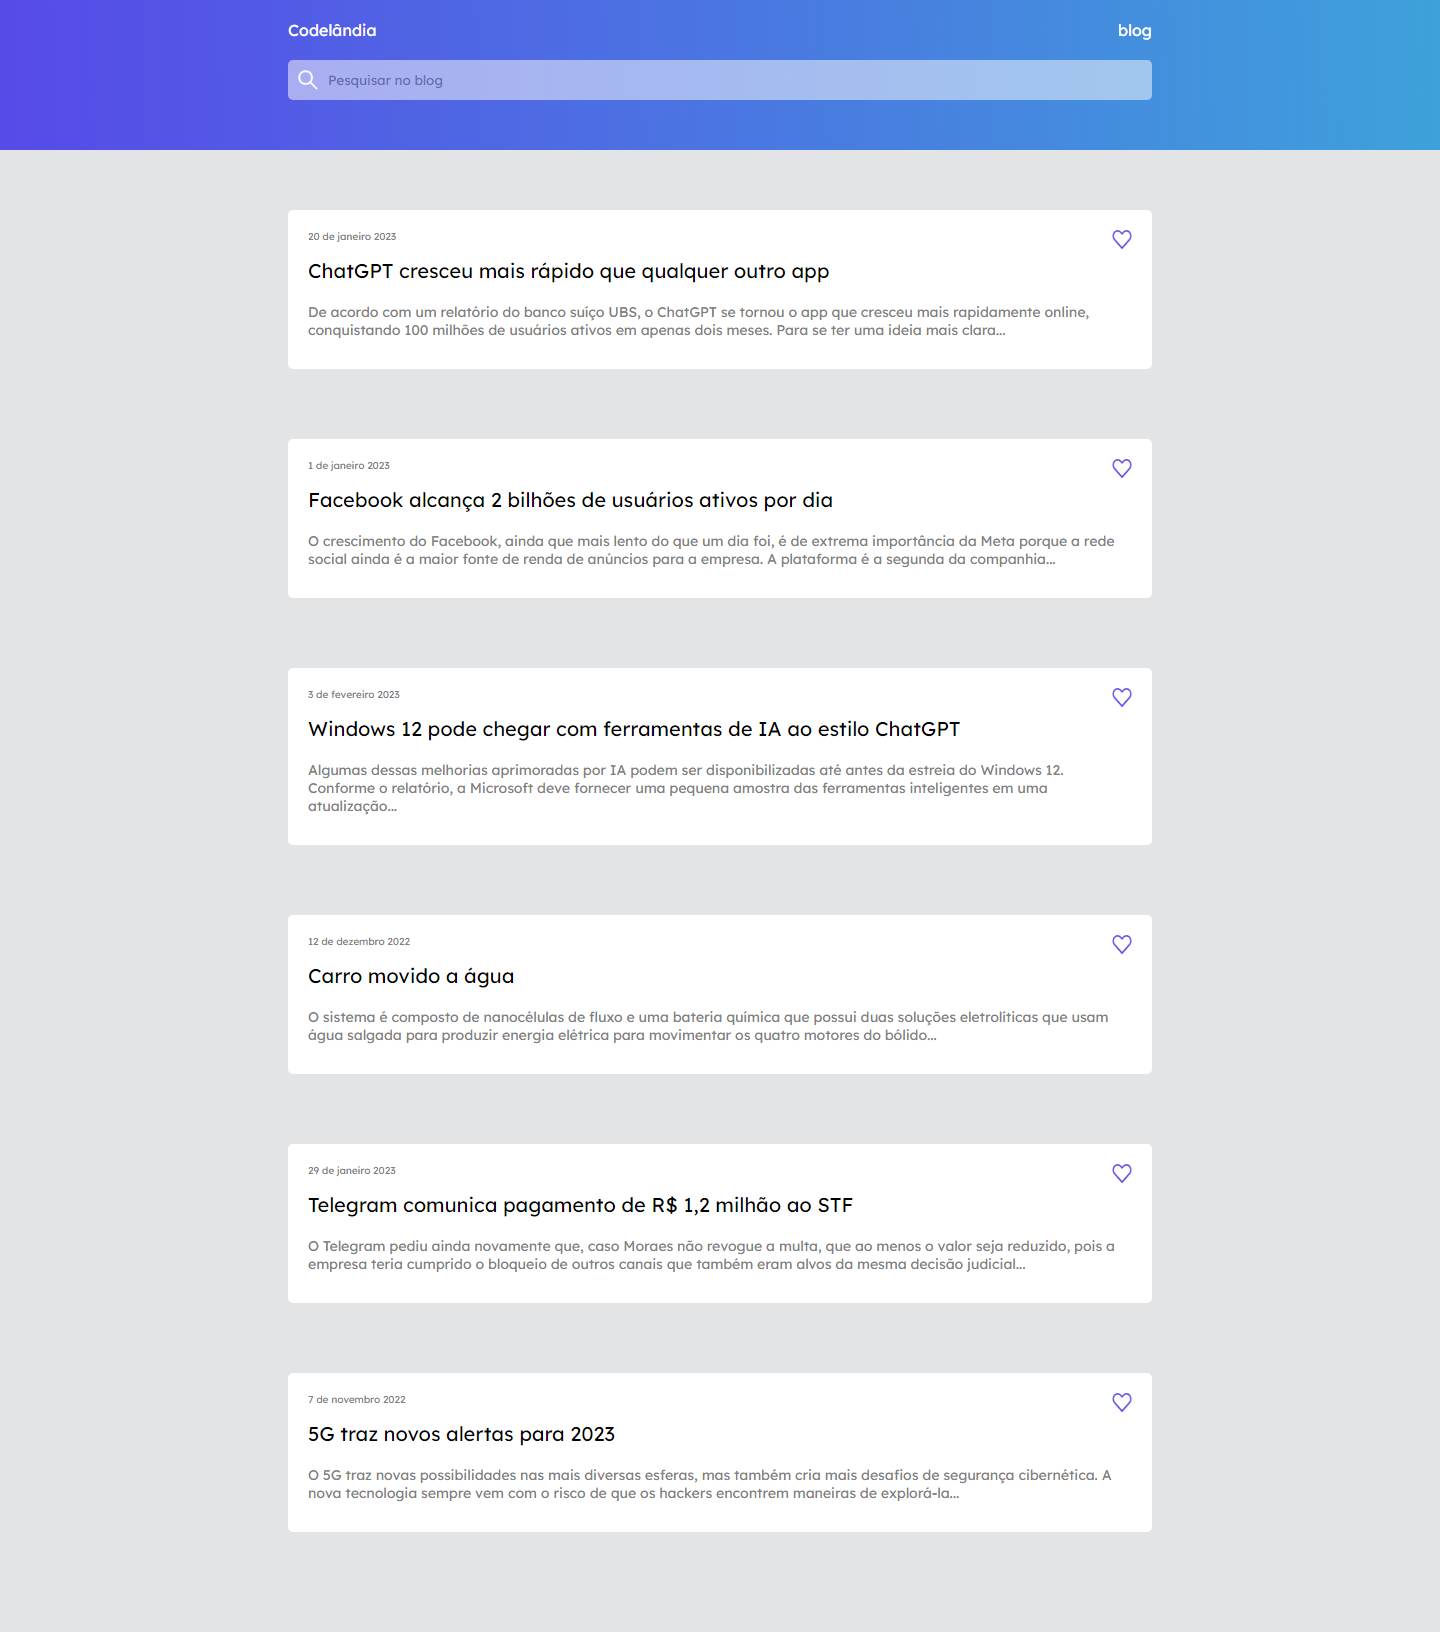 Codelândia
blog
Pesquisar no blog
20 de janeiro 2023
ChatGPT cresceu mais rápido que qualquer outro app
De acordo com um relatório do banco suíço UBS, o ChatGPT se tornou o app que cresceu mais rapidamente online,
conquistando 100 milhões de usuários ativos em apenas dois meses. Para se ter uma ideia mais clara...
1 de janeiro 2023
Facebook alcança 2 bilhões de usuários ativos por dia
O crescimento do Facebook, ainda que mais lento do que um dia foi, é de extrema importância da Meta porque a rede
social ainda é a maior fonte de renda de anúncios para a empresa. A plataforma é a segunda da companhia...
3 de fevereiro 2023
Windows 12 pode chegar com ferramentas de IA ao estilo ChatGPT
Algumas dessas melhorias aprimoradas por IA podem ser disponibilizadas até antes da estreia do Windows 12.
Conforme o relatório, a Microsoft deve fornecer uma pequena amostra das ferramentas inteligentes em uma
atualização...
12 de dezembro 2022
Carro movido a água
O sistema é composto de nanocélulas de fluxo e uma bateria química que possui duas soluções eletrolíticas que usam
água salgada para produzir energia elétrica para movimentar os quatro motores do bólido...
29 de janeiro 2023
Telegram comunica pagamento de R$ 1,2 milhão ao STF
O Telegram pediu ainda novamente que, caso Moraes não revogue a multa, que ao menos o valor seja reduzido, pois a
empresa teria cumprido o bloqueio de outros canais que também eram alvos da mesma decisão judicial...
7 de novembro 2022
5G traz novos alertas para 2023
O 5G traz novas possibilidades nas mais diversas esferas, mas também cria mais desafios de segurança cibernética. A
nova tecnologia sempre vem com o risco de que os hackers encontrem maneiras de explorá-la...